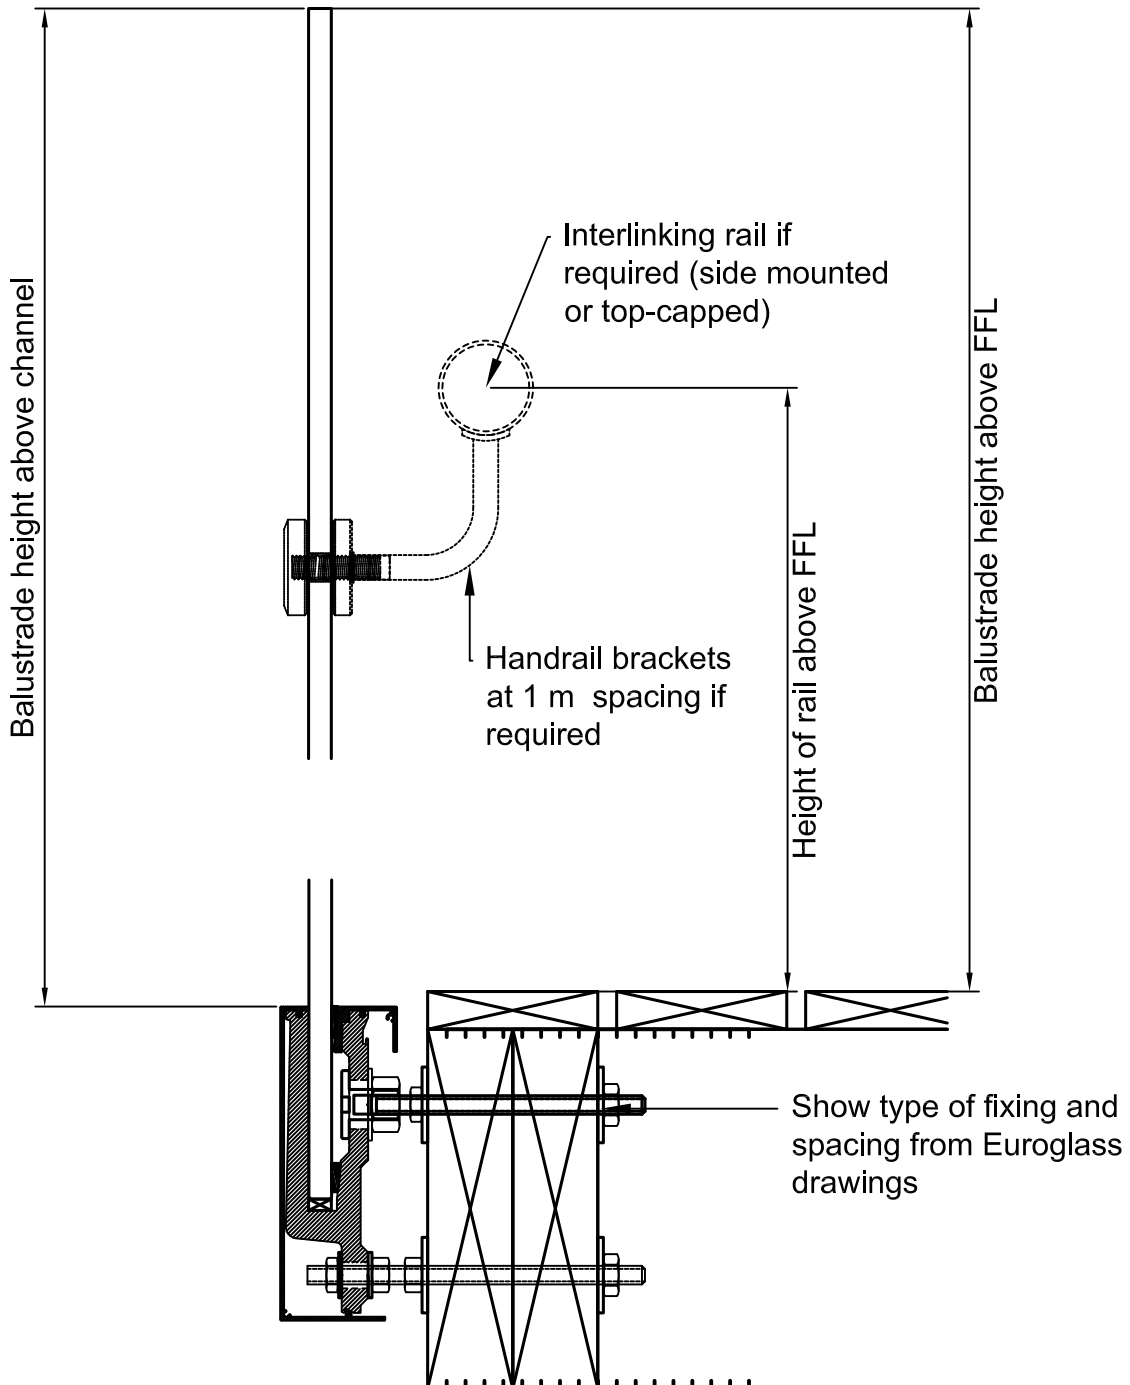 Interlinking rail if
required (side mounted
or top-capped)
Balustrade height above channel
Balustrade height above FFL
Height of rail above FFL
Handrail brackets
at 1 m  spacing if
required
Show type of fixing and
spacing from Euroglass
drawings